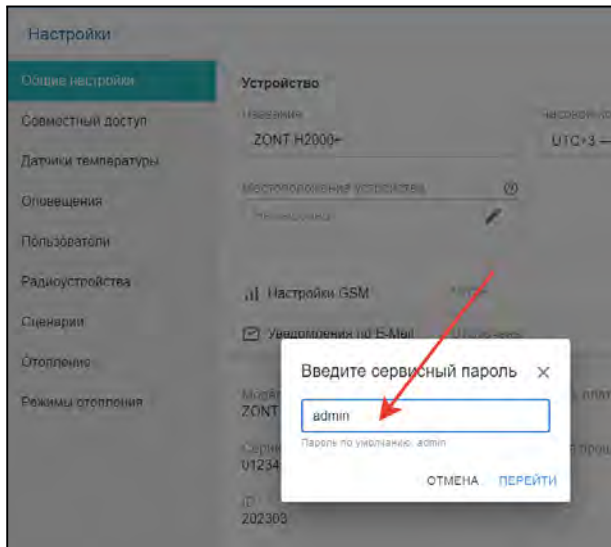 Настройки
Общие настройки
Совместный доступ
Датчики температуры
Оповещения
Пользователи
Радиоустройства
Сценарии
Отопление
Режимы отопления
Устройство
Название
ZONT H2000+
UTC+3 —
Местоположение устройства
Настройки GSM
Уведомления по E-Mail
Введите сервисный пароль
admin
Пароль по умолчанию: admin
ОТМЕНА ПЕРЕЙТИ
ZONT
01234
ID
202303